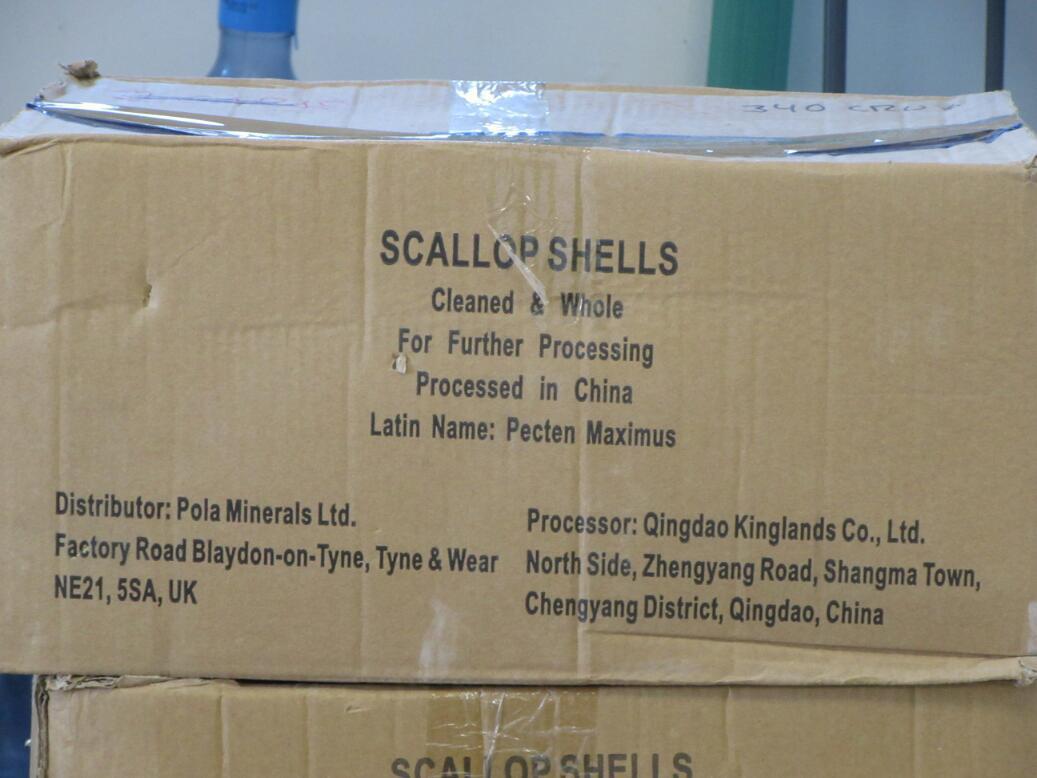 340
SCALLOP SHELLS
Cleaned & Whole
For Further Processing
Processed in China
Latin Name: Pecten Maximus
Distributor: Pola Minerals Ltd.
Factory Road Blaydon-on-Tyne, Tyne & Wear
NE21, 5SA, UK
Processor: Qingdao Kinglands Co., Ltd.
North Side, Zhengyang Road, Shangma Town,
Chengyang District, Qingdao, China
SCALLOP SHELLS